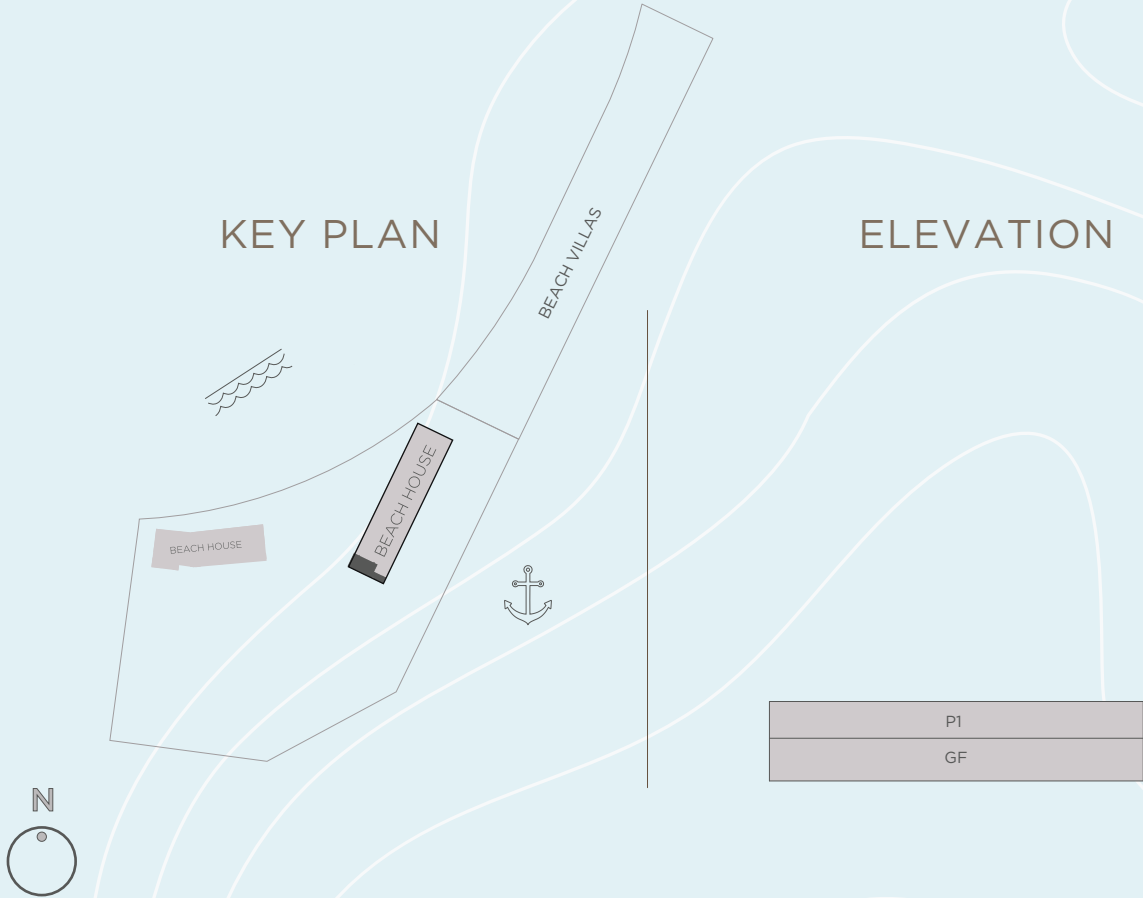 KEY PLAN
ELEVATION
BEACH VILLAS
BEACH HOUSE
BEACH HOUSE
P1
GF
N